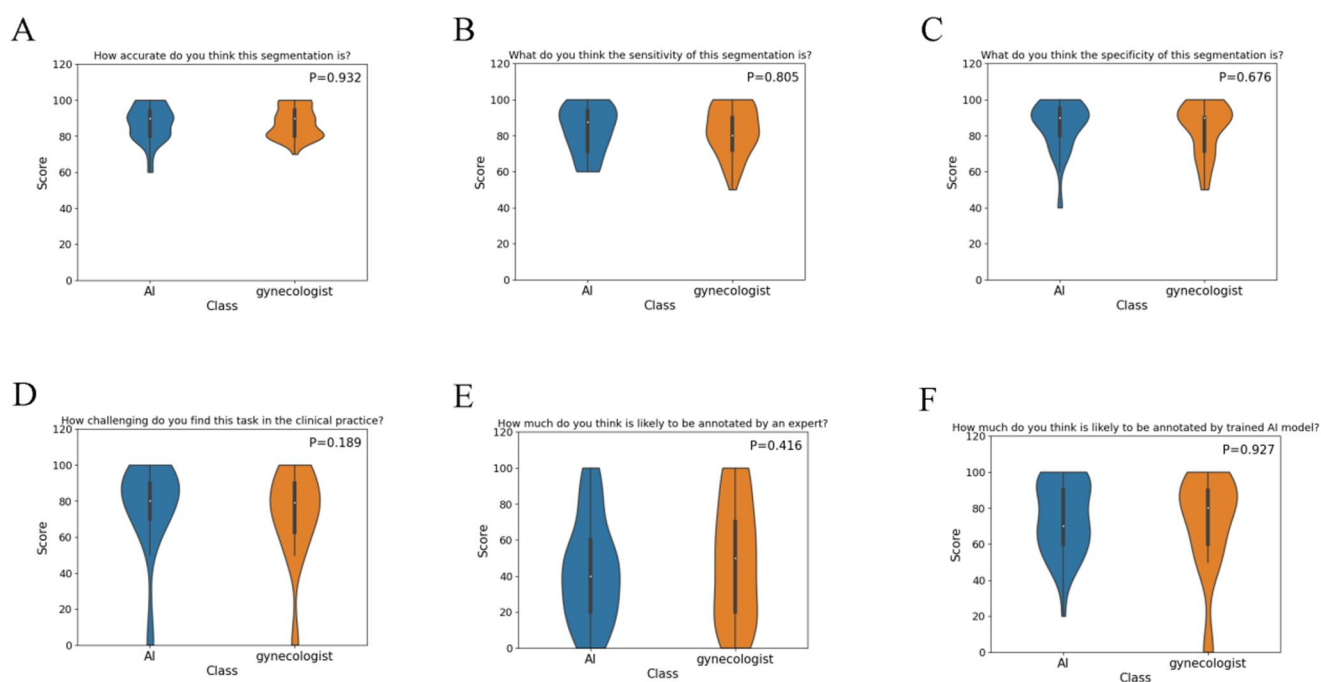 A
How accurate do you think this segmentation is?
P=0.932
120
100
80
60
40
20
0
Score
AI
gynecologist
Class
B
What do you think the sensitivity of this segmentation is?
P=0.805
120
100
80
60
40
20
0
Score
AI
gynecologist
Class
C
What do you think the specificity of this segmentation is?
P=0.676
120
100
80
60
40
20
0
Score
AI
gynecologist
Class
D
How challenging do you find this task in the clinical practice?
P=0.189
120
100
80
60
40
20
0
Score
AI
gynecologist
Class
E
How much do you think is likely to be annotated by an expert?
P=0.416
120
100
80
60
40
20
0
Score
AI
gynecologist
Class
F
How much do you think is likely to be annotated by trained AI model?
P=0.927
120
100
80
60
40
20
0
Score
AI
gynecologist
Class